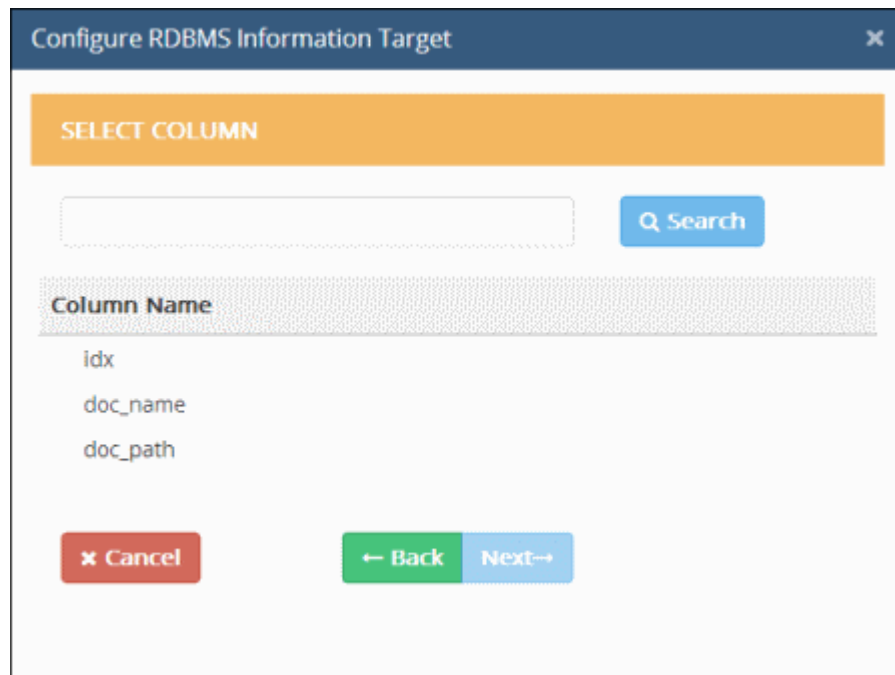 Configure RDBMS Information Target ×
SELECT COLUMN
Search
Column Name
idx
doc_name
doc_path
× Cancel ← Back Next→